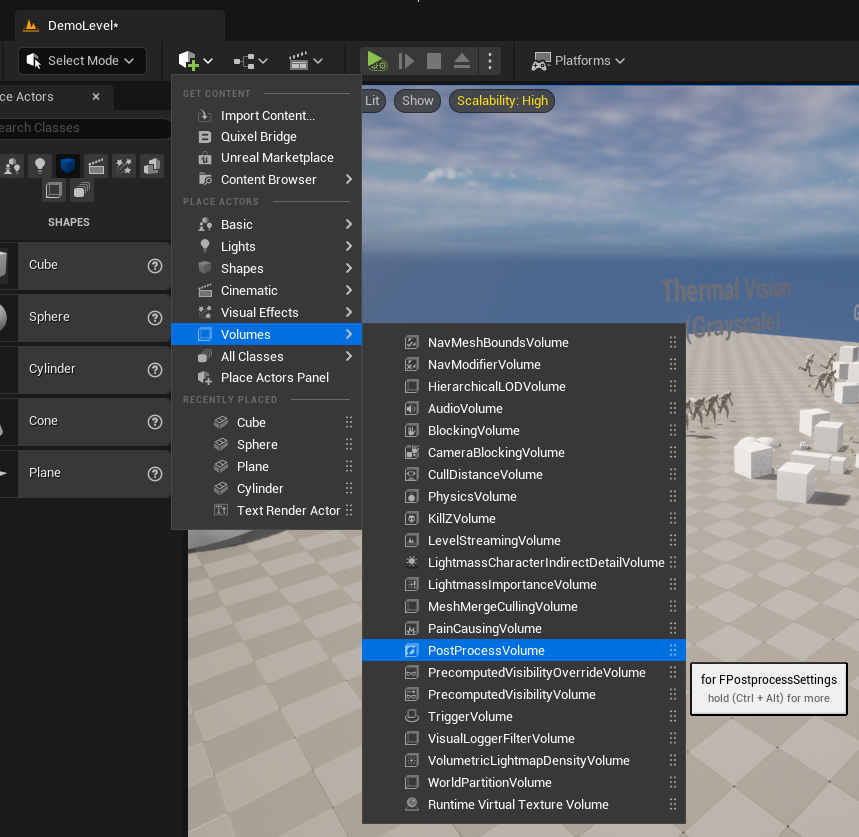 DemoLevel*
Select Mode
Platforms
ce Actors
earch Classes
SHAPES
Cube
Sphere
Cylinder
Cone
Plane
GET CONTENT
Import Content...
Quixel Bridge
Unreal Marketplace
Content Browser
PLACE ACTORS
Basic
Lights
Shapes
Cinematic
Visual Effects
Volumes
All Classes
Place Actors Panel
RECENTLY PLACED
Cube
Sphere
Plane
Cylinder
Text Render Actor
Lit
Show
Scalability: High
Thermal Vision
(Grayscale)
NavMeshBoundsVolume
NavModifierVolume
HierarchicalLODVolume
AudioVolume
BlockingVolume
CameraBlockingVolume
CullDistanceVolume
PhysicsVolume
KillZVolume
LevelStreamingVolume
LightmassCharacterIndirectDetailVolume
LightmassImportanceVolume
MeshMergeCullingVolume
PainCausingVolume
PostProcessVolume
PrecomputedVisibilityOverrideVolume
PrecomputedVisibilityVolume
TriggerVolume
VisualLoggerFilterVolume
VolumetricLightmapDensityVolume
WorldPartitionVolume
Runtime Virtual Texture Volume
for FPostprocessSettings
hold (Ctrl + Alt) for more